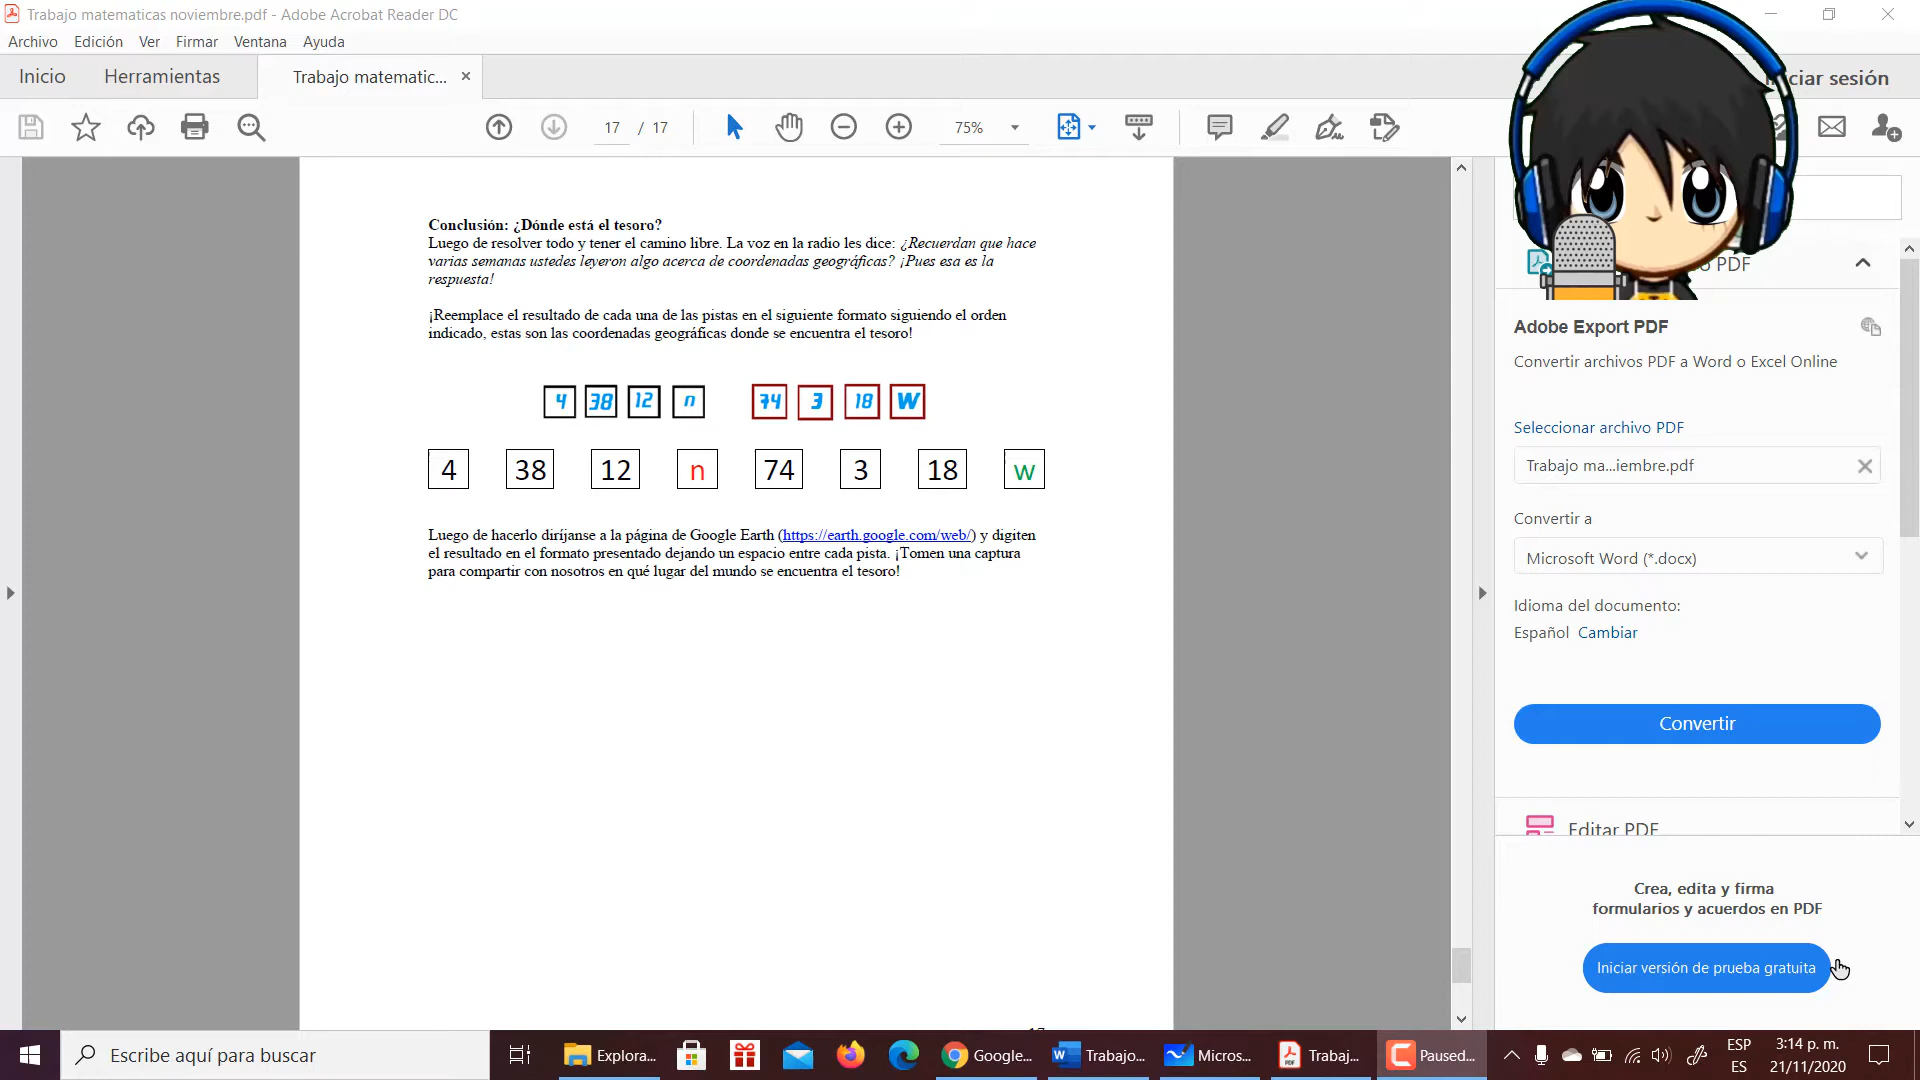 Trabajo matematicas noviembre.pdf - Adobe Acrobat Reader DC
Archivo Edición Ver Firmar Ventana Ayuda
Inicio Herramientas Trabajo matematic... ciar sesión
17 / 17 75%
Conclusión: ¿Dónde está el tesoro?
Luego de resolver todo y tener el camino libre. La voz en la radio les dice: ¿Recuerdan que hace
varias semanas ustedes leyeron algo acerca de coordenadas geográficas? ¡Pues esa es la
respuesta!
¡Reemplace el resultado de cada una de las pistas en el siguiente formato siguiendo el orden
indicado, estas son las coordenadas geográficas donde se encuentra el tesoro!
4 38 12 n 74 3 18 W
4 38 12 n 74 3 18 w
Luego de hacerlo diríjanse a la página de Google Earth (https://earth.google.com/web/) y digiten
el resultado en el formato presentado dejando un espacio entre cada pista. ¡Tomen una captura
para compartir con nosotros en qué lugar del mundo se encuentra el tesoro!
PDF
Adobe Export PDF
Convertir archivos PDF a Word o Excel Online
Seleccionar archivo PDF
Trabajo ma...iembre.pdf
Convertir a
Microsoft Word (*.docx)
Idioma del documento:
Español Cambiar
Convertir
Editar PDF
Crea, edita y firma
formularios y acuerdos en PDF
Iniciar versión de prueba gratuita
Escribe aquí para buscar
Explora... Google... Trabajo... Micros... Trabaj... Paused...
ESP
ES
3:14 p. m.
21/11/2020